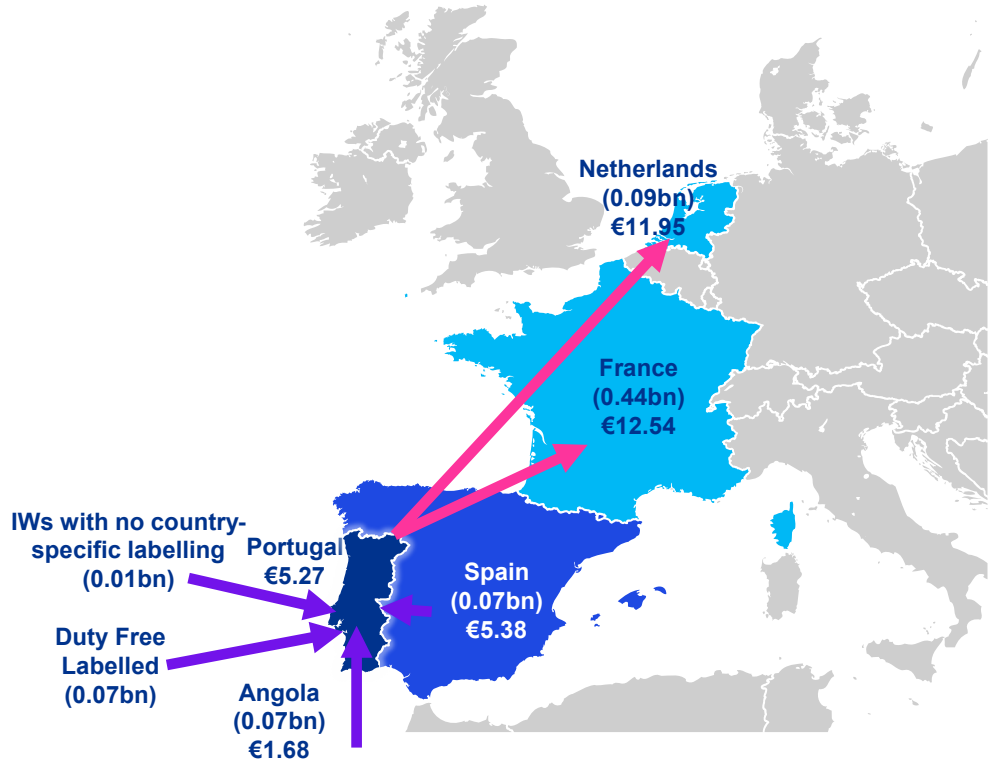 Netherlands
(0.09bn)
€11.95
France
(0.44bn)
€12.54
IWs with no country-
specific labelling
(0.01bn)
Portugal
€5.27
Spain
(0.07bn)
€5.38
Duty Free
Labelled
(0.07bn)
Angola
(0.07bn)
€1.68